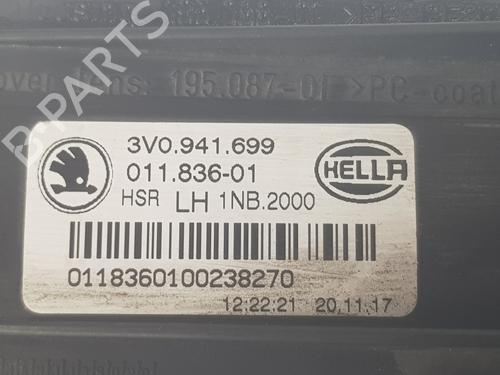 195.087-01 >PC-coat
3V0.941.699
011.836-01
HELLA
HSR LH 1NB.2000
0118360100238270
12:22:21 20.11.17